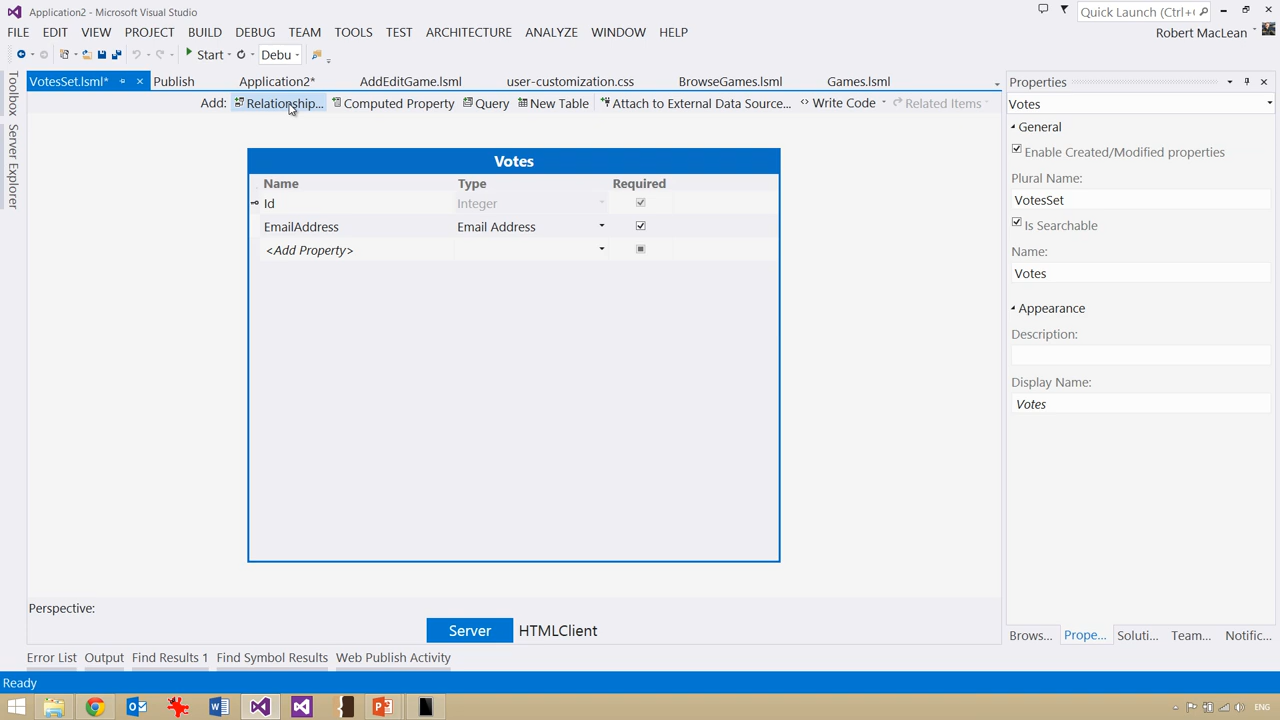 Application2 - Microsoft Visual Studio
Quick Launch (Ctrl+
FILE EDIT VIEW PROJECT BUILD DEBUG TEAM TOOLS TEST ARCHITECTURE ANALYZE WINDOW HELP
Robert MacLean
Start
Debu
Toolbox
Server Explorer
VotesSet.lsml* Publish Application2* AddEditGame.lsml user-customization.css BrowseGames.lsml Games.lsml
Add: Relationship... Computed Property Query New Table Attach to External Data Source... Write Code Related Items
Votes
Name Type Required
Id Integer
EmailAddress Email Address
<Add Property>
Perspective:
Server HTMLClient
Properties
Votes
General
Enable Created/Modified properties
Plural Name:
VotesSet
Is Searchable
Name:
Votes
Appearance
Description:
Display Name:
Votes
Brows... Prope... Soluti... Team... Notific...
Error List Output Find Results 1 Find Symbol Results Web Publish Activity
Ready
ENG